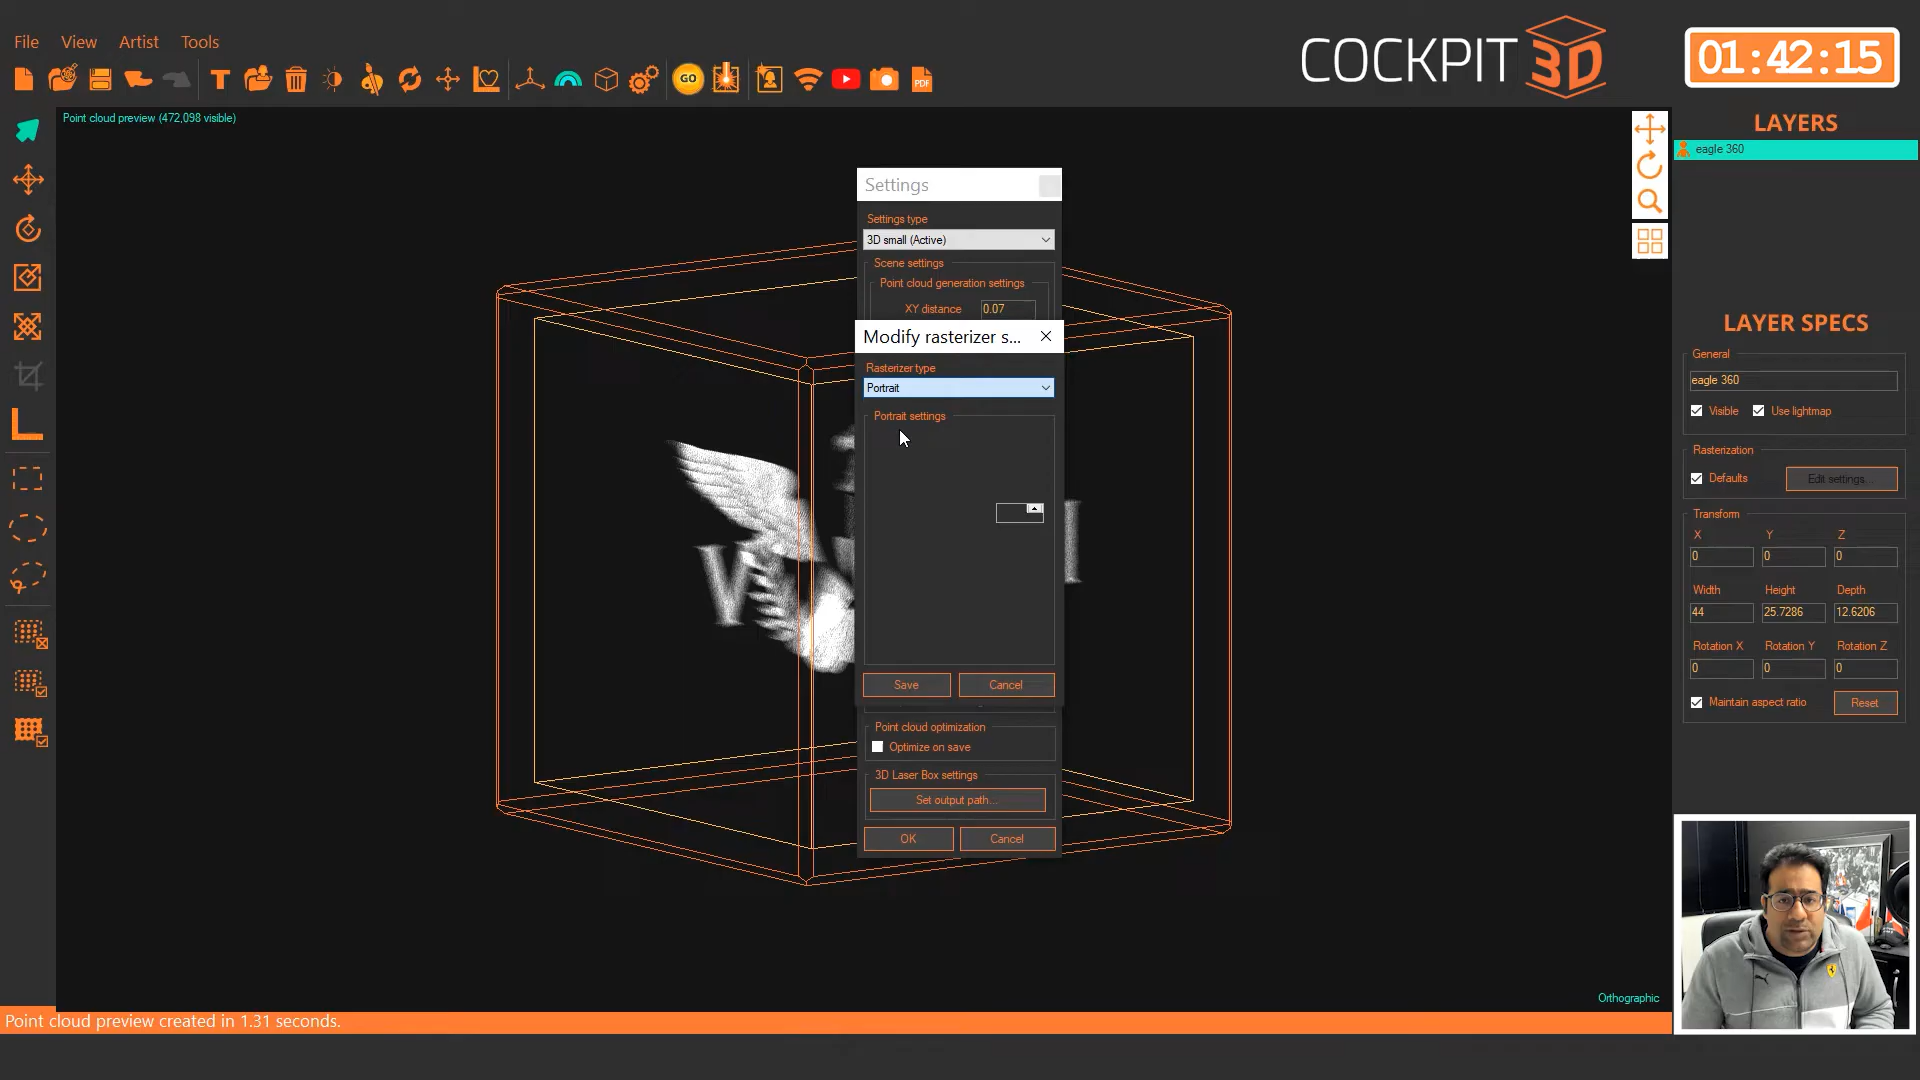 File View Artist Tools
GO
PDF
COCKPIT 3D
01:42:15
Point cloud preview (472,098 visible)
Settings
Settings type
3D small (Active)
Scene settings
Point cloud generation settings
XY distance 0.07
Modify rasterizer s...
Rasterizer type
Portrait
Portrait settings
Save Cancel
Point cloud optimization
Optimize on save
3D Laser Box settings
Set output path...
OK Cancel
V
LAYERS
eagle 360
LAYER SPECS
General
eagle 360
Visible Use lightmap
Rasterization
Defaults Edit settings...
Transform
X Y Z
0 0 0
Width Height Depth
44 25.7286 12.6206
Rotation X Rotation Y Rotation Z
0 0 0
Maintain aspect ratio Reset
Orthographic
Point cloud preview created in 1.31 seconds.